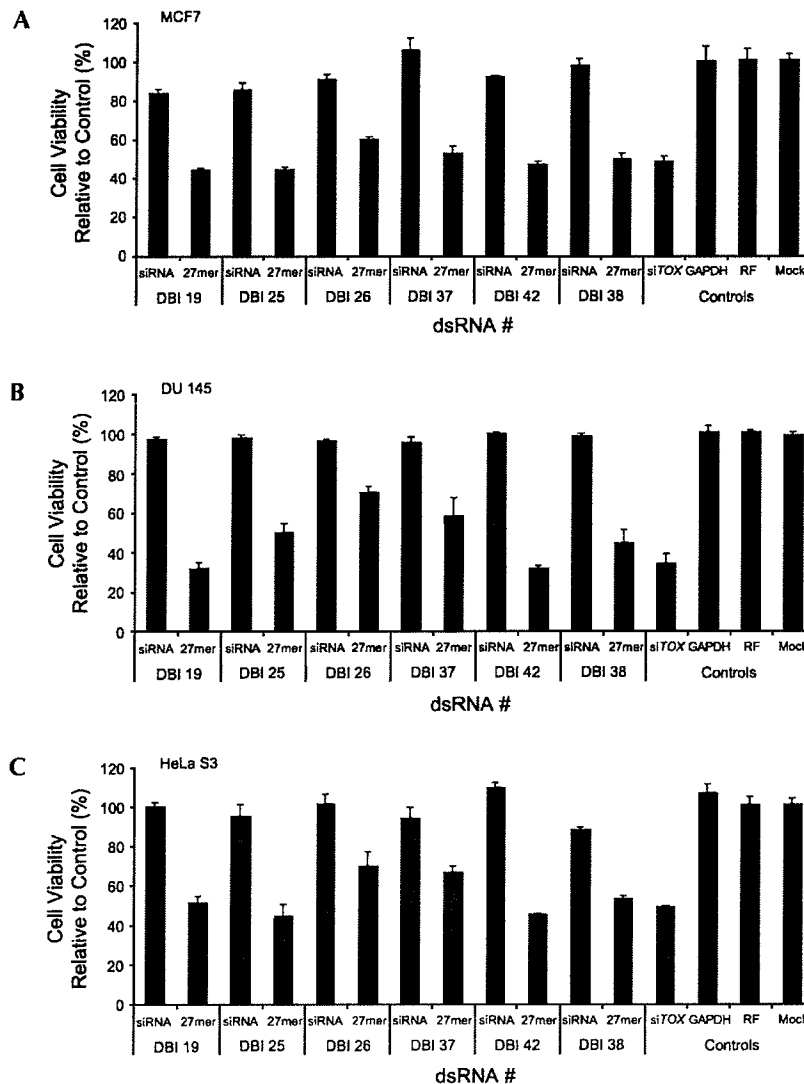 A
MCF7
Cell Viability
Relative to Control (%)
120
100
80
60
40
20
0
siRNA 27mer siRNA 27mer siRNA 27mer siRNA 27mer siRNA 27mer siRNA 27mer siTOX GAPDH RF Mock
DBI 19 DBI 25 DBI 26 DBI 37 DBI 42 DBI 38 Controls
dsRNA #
B
DU 145
Cell Viability
Relative to Control (%)
120
100
80
60
40
20
0
siRNA 27mer siRNA 27mer siRNA 27mer siRNA 27mer siRNA 27mer siRNA 27mer siTOX GAPDH RF Mock
DBI 19 DBI 25 DBI 26 DBI 37 DBI 42 DBI 38 Controls
dsRNA #
C
HeLa S3
Cell Viability
Relative to Control (%)
120
100
80
60
40
20
0
siRNA 27mer siRNA 27mer siRNA 27mer siRNA 27mer siRNA 27mer siRNA 27mer siTOX GAPDH RF Mock
DBI 19 DBI 25 DBI 26 DBI 37 DBI 42 DBI 38 Controls
dsRNA #